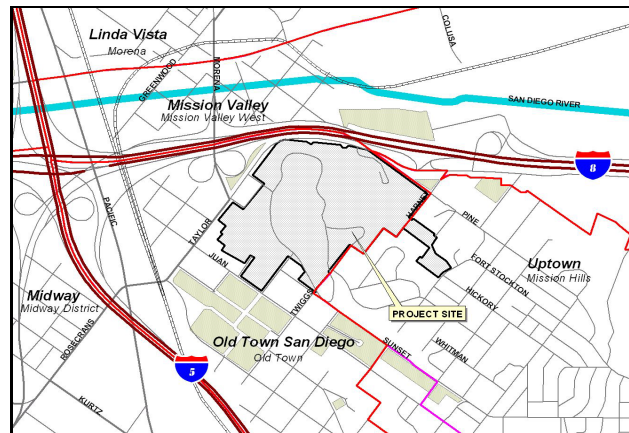 Linda Vista
Morena
COLUSA
GREENWOOD
MORENA
Mission Valley
Mission Valley West
SAN DIEGO RIVER
8
TAYLOR
PACIFIC
HARNEY
PINE
JUAN
FORT STOCKTON
Uptown
Mission Hills
Midway
Midway District
HICKORY
TWIGGS
PROJECT SITE
ROSECRANS
Old Town San Diego
Old Town
SUNSET
WHITMAN
5
KURTZ